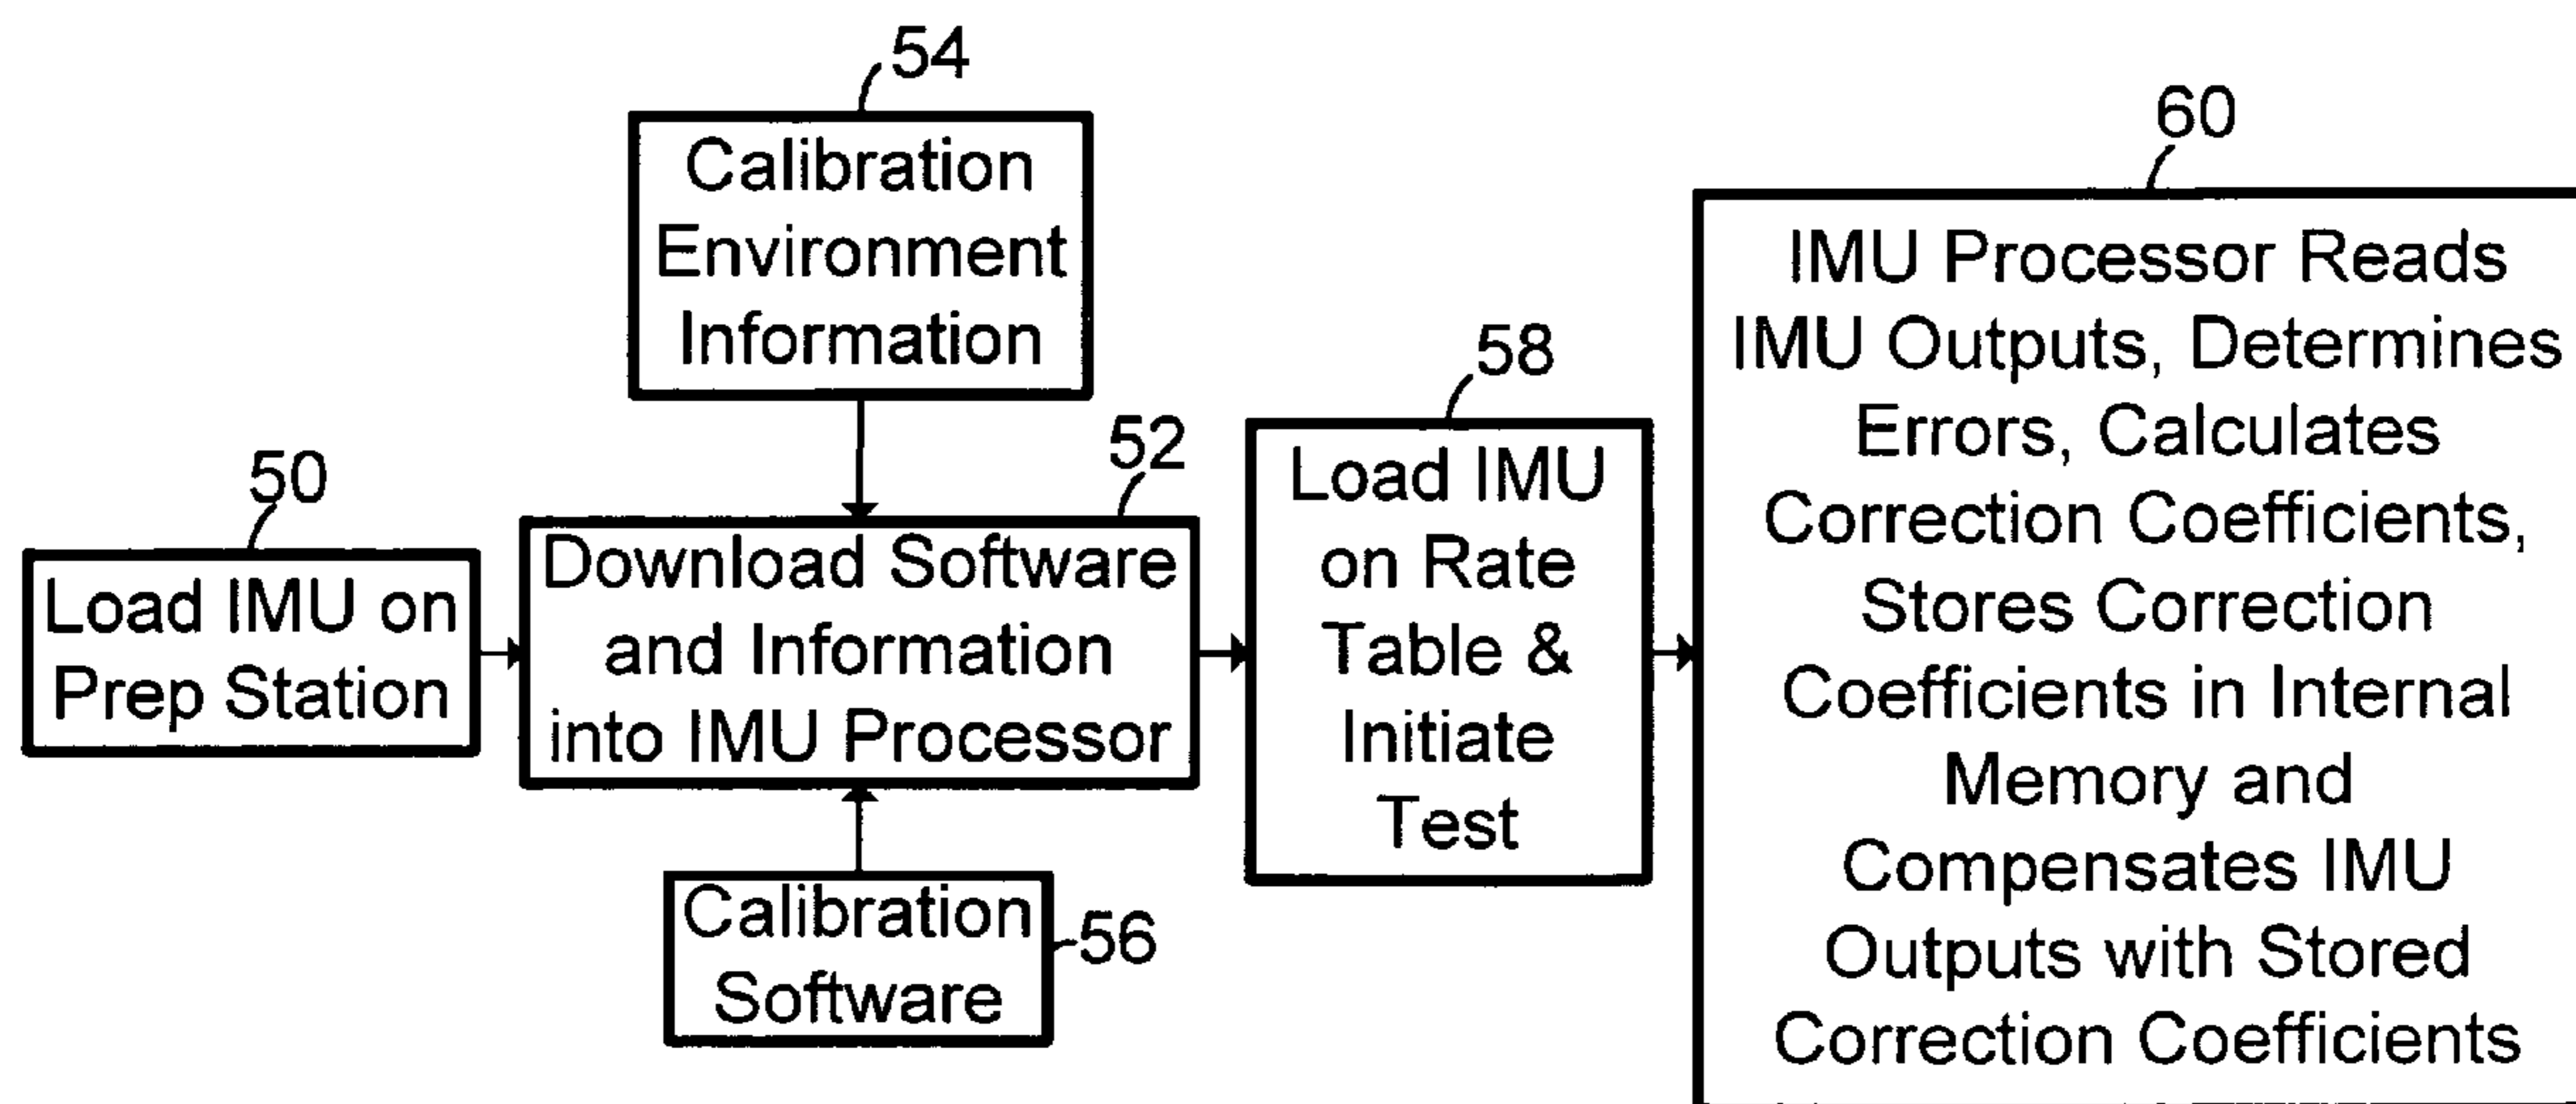 54
Calibration
Environment
Information
50
Load IMU on
Prep Station
52
Download Software
and Information
into IMU Processor
Calibration
Software
56
58
Load IMU
on Rate
Table &
Initiate
Test
60
IMU Processor Reads
IMU Outputs, Determines
Errors, Calculates
Correction Coefficients,
Stores Correction
Coefficients in Internal
Memory and
Compensates IMU
Outputs with Stored
Correction Coefficients